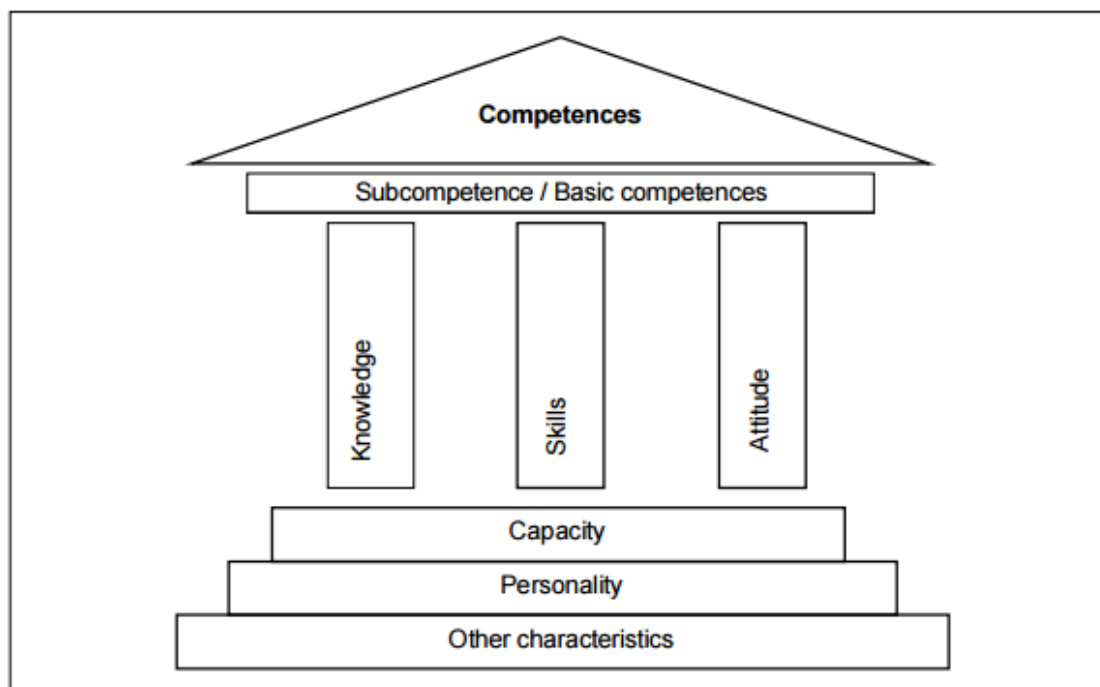 Competences
Subcompetence / Basic competences
Knowledge
Skills
Attitude
Capacity
Personality
Other characteristics